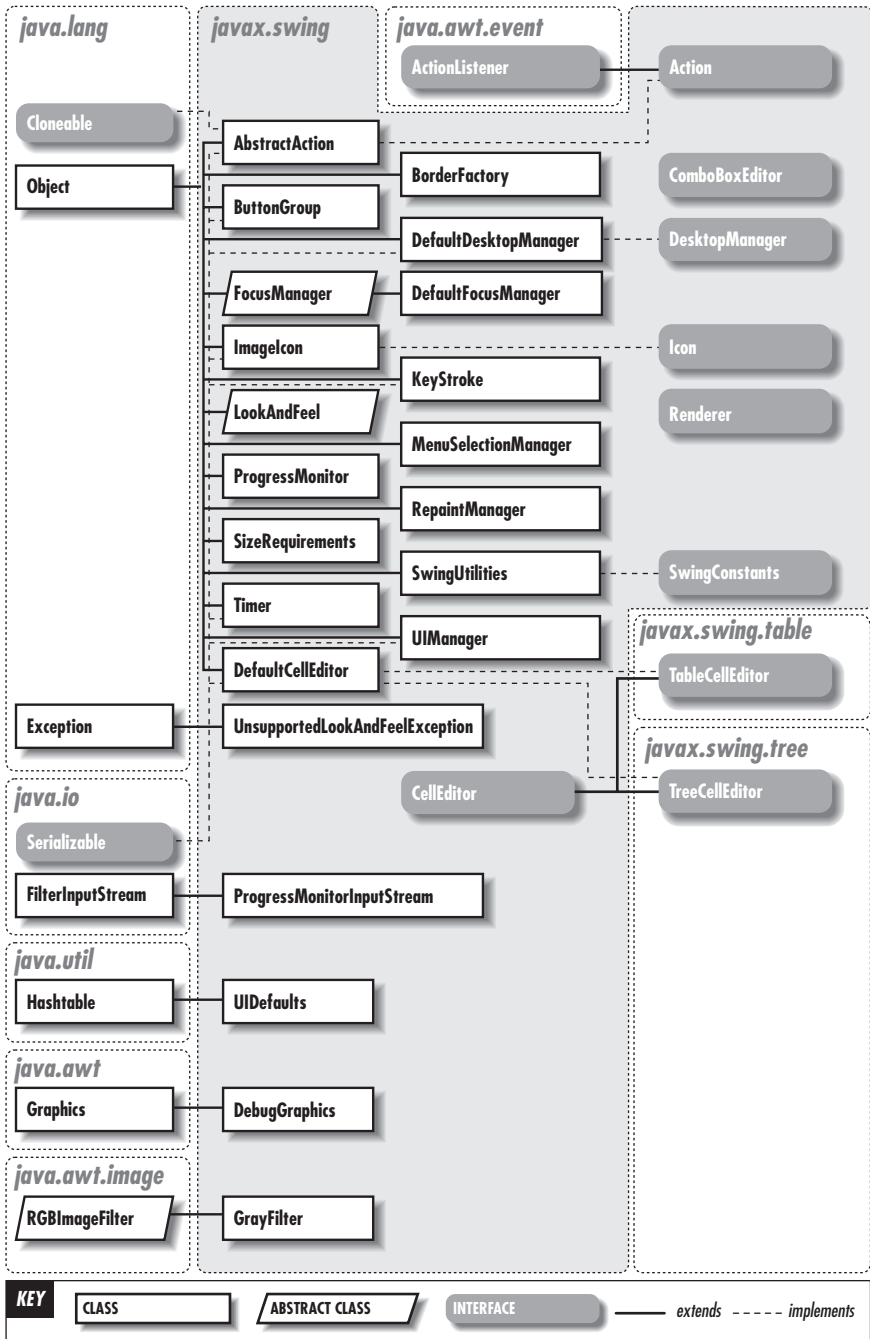 java.lang
javax.swing
java.awt.event
ActionListener
Action
Cloneable
AbstractAction
Object
BorderFactory
ComboBoxEditor
ButtonGroup
DefaultDesktopManager
DesktopManager
FocusManager
DefaultFocusManager
ImageIcon
Icon
KeyStroke
LookAndFeel
Renderer
MenuSelectionManager
ProgressMonitor
RepaintManager
SizeRequirements
SwingUtilities
SwingConstants
Timer
UIManager
javax.swing.table
DefaultCellEditor
TableCellEditor
Exception
UnsupportedLookAndFeelException
javax.swing.tree
java.io
CellEditor
TreeCellEditor
Serializable
FilterInputStream
ProgressMonitorInputStream
java.util
Hashtable
UIDefaults
java.awt
Graphics
DebugGraphics
java.awt.image
RGBImageFilter
GrayFilter
KEY
CLASS
ABSTRACT CLASS
INTERFACE
extends
implements